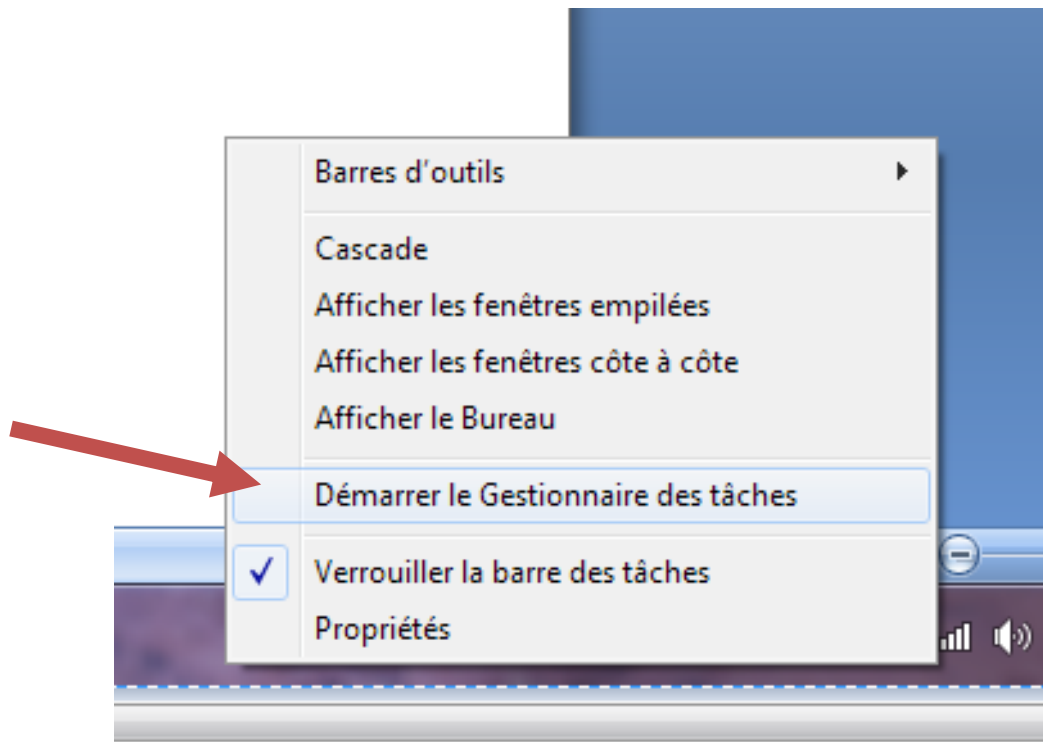 Barres d'outils
Cascade
Afficher les fenêtres empilées
Afficher les fenêtres côte à côte
Afficher le Bureau
Démarrer le Gestionnaire des tâches
Verrouiller la barre des tâches
Propriétés